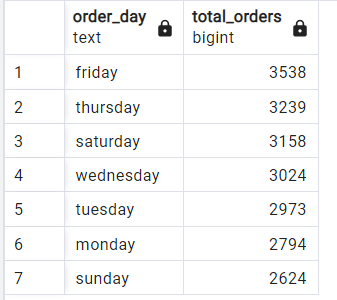 order_day total_orders
text bigint
1 friday 3538
2 thursday 3239
3 saturday 3158
4 wednesday 3024
5 tuesday 2973
6 monday 2794
7 sunday 2624